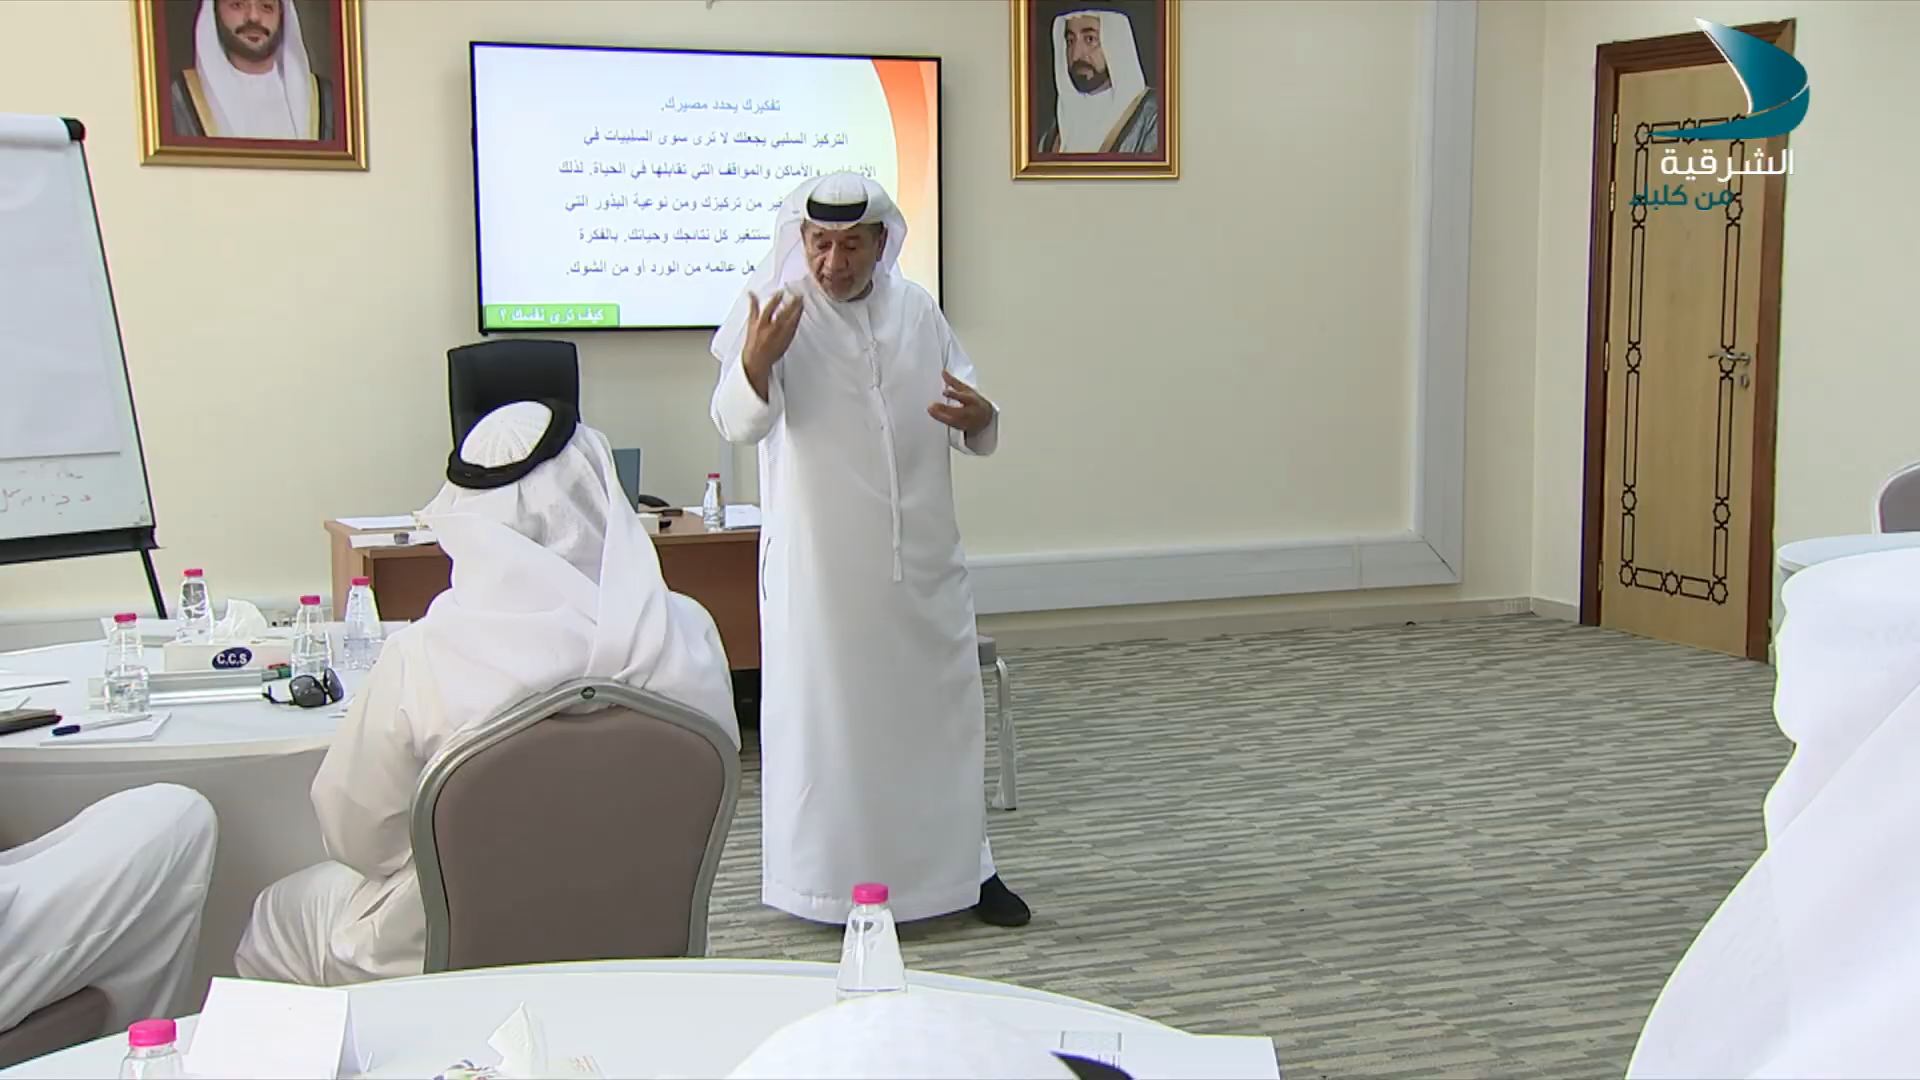 تفكيرك يحدد مصيرك.
التركيز السلبي يجعلك لا ترى سوى السلبيات في
والأماكن والمواقف التي تقابلها في الحياة. لذلك
من تركيزك ومن نوعية البذور التي
ستتغير كل نتائجك وحياتك. بالفكرة
عالمه من الورد أو من الشوك.
كيف ترى نفسك ؟
الشرقية
من كلباء
C.C.S